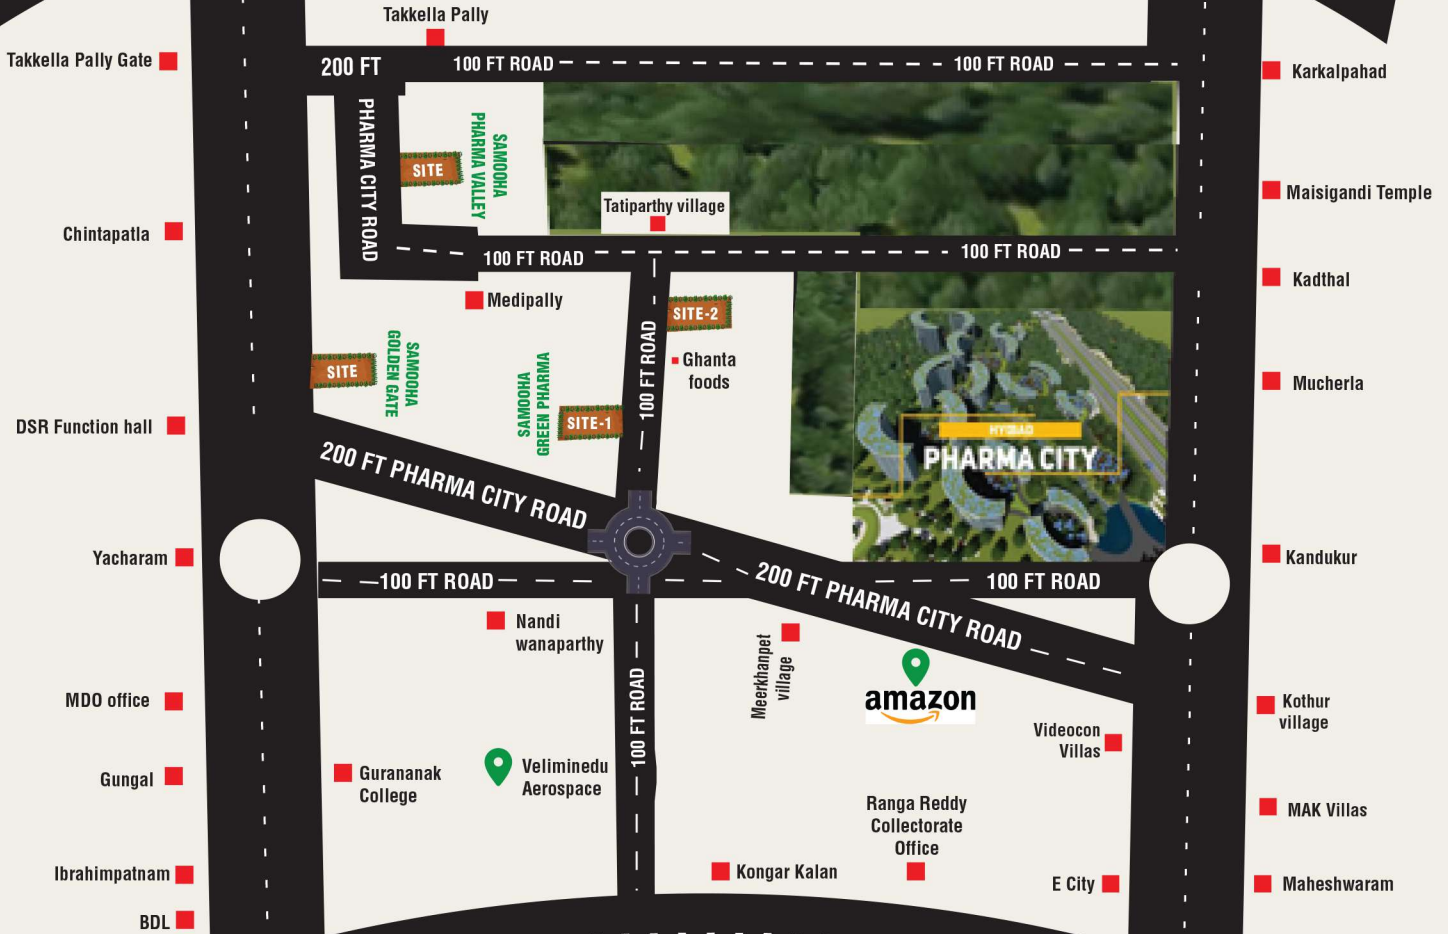 Takkella Pally
Takkella Pally Gate
200 FT
100 FT ROAD
100 FT ROAD
Karkalpahad
PHARMA CITY ROAD
SITE
SAMOOHA
PHARMA VALLEY
Maisigandi Temple
Tatiparthy village
Chintapatla
100 FT ROAD
100 FT ROAD
Kadthal
Medipally
SITE-2
100 FT ROAD
Ghanta
foods
SITE
SAMOOHA
GOLDEN GATE
Mucherla
SAMOOHA
GREEN PHARMA
SITE-1
DSR Function hall
HYDBAD
PHARMA CITY
200 FT PHARMA CITY ROAD
Yacharam
Kandukur
100 FT ROAD
200 FT PHARMA CITY ROAD
100 FT ROAD
Nandi
wanaparthy
Meerkhanpet
village
amazon
MDO office
100 FT ROAD
Kothur
village
Videocon
Villas
Gungal
Gurananak
College
Veliminedu
Aerospace
Ranga Reddy
Collectorate
Office
MAK Villas
Ibrahimpatnam
Kongar Kalan
E City
Maheshwaram
BDL